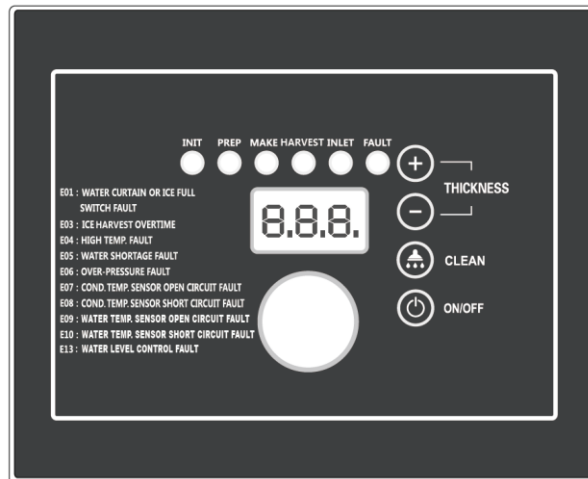 INIT PREP MAKE HARVEST INLET FAULT
+
THICKNESS
−
8.8.8.
CLEAN
ON/OFF
E01 : WATER CURTAIN OR ICE FULL
SWITCH FAULT
E03 : ICE HARVEST OVERTIME
E04 : HIGH TEMP. FAULT
E05 : WATER SHORTAGE FAULT
E06 : OVER-PRESSURE FAULT
E07 : COND. TEMP. SENSOR OPEN CIRCUIT FAULT
E08 : COND. TEMP. SENSOR SHORT CIRCUIT FAULT
E09 : WATER TEMP. SENSOR OPEN CIRCUIT FAULT
E10 : WATER TEMP. SENSOR SHORT CIRCUIT FAULT
E13 : WATER LEVEL CONTROL FAULT